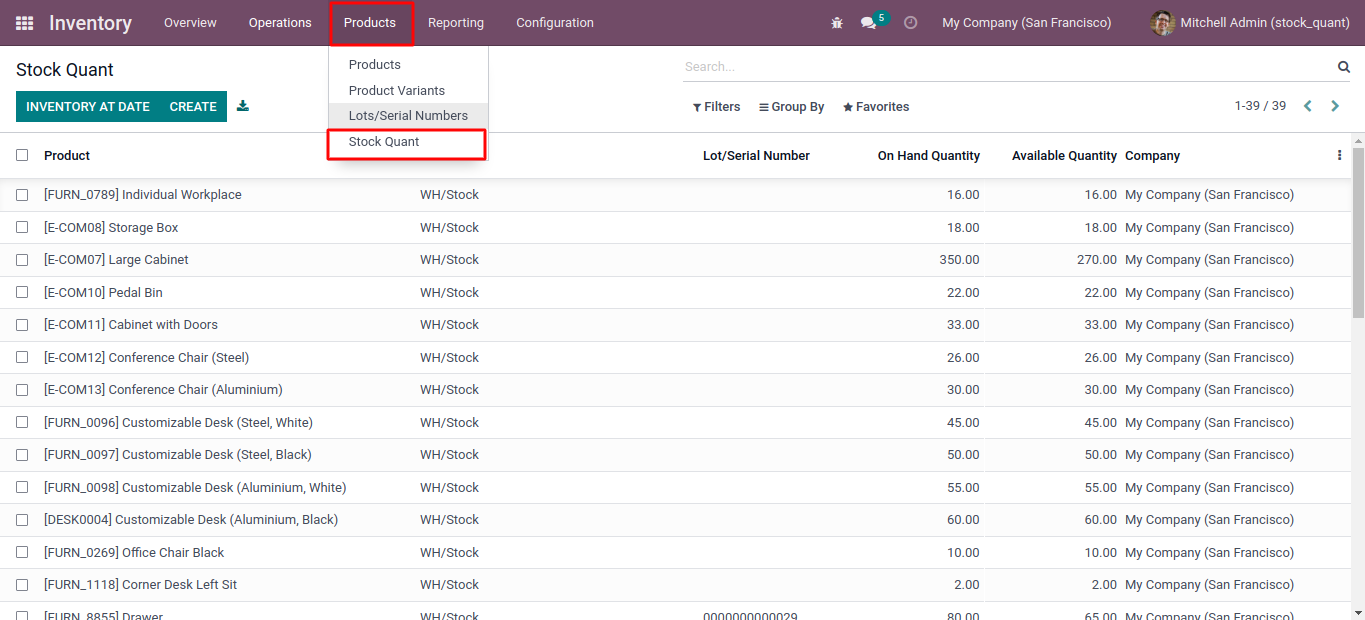 Inventory Overview Operations Products Reporting Configuration 5 My Company (San Francisco) Mitchell Admin (stock_quant)
Stock Quant
Search...
INVENTORY AT DATE CREATE
Filters Group By Favorites 1-39 / 39
Products
Product Variants
Lots/Serial Numbers
Stock Quant
Product Lot/Serial Number On Hand Quantity Available Quantity Company
[FURN_0789] Individual Workplace WH/Stock 16.00 16.00 My Company (San Francisco)
[E-COM08] Storage Box WH/Stock 18.00 18.00 My Company (San Francisco)
[E-COM07] Large Cabinet WH/Stock 350.00 270.00 My Company (San Francisco)
[E-COM10] Pedal Bin WH/Stock 22.00 22.00 My Company (San Francisco)
[E-COM11] Cabinet with Doors WH/Stock 33.00 33.00 My Company (San Francisco)
[E-COM12] Conference Chair (Steel) WH/Stock 26.00 26.00 My Company (San Francisco)
[E-COM13] Conference Chair (Aluminium) WH/Stock 30.00 30.00 My Company (San Francisco)
[FURN_0096] Customizable Desk (Steel, White) WH/Stock 45.00 45.00 My Company (San Francisco)
[FURN_0097] Customizable Desk (Steel, Black) WH/Stock 50.00 50.00 My Company (San Francisco)
[FURN_0098] Customizable Desk (Aluminium, White) WH/Stock 55.00 55.00 My Company (San Francisco)
[DESK0004] Customizable Desk (Aluminium, Black) WH/Stock 60.00 60.00 My Company (San Francisco)
[FURN_0269] Office Chair Black WH/Stock 10.00 10.00 My Company (San Francisco)
[FURN_1118] Corner Desk Left Sit WH/Stock 2.00 2.00 My Company (San Francisco)
[FURN_8855] Drawer WH/Stock 0000000000029 80.00 65.00 My Company (San Francisco)